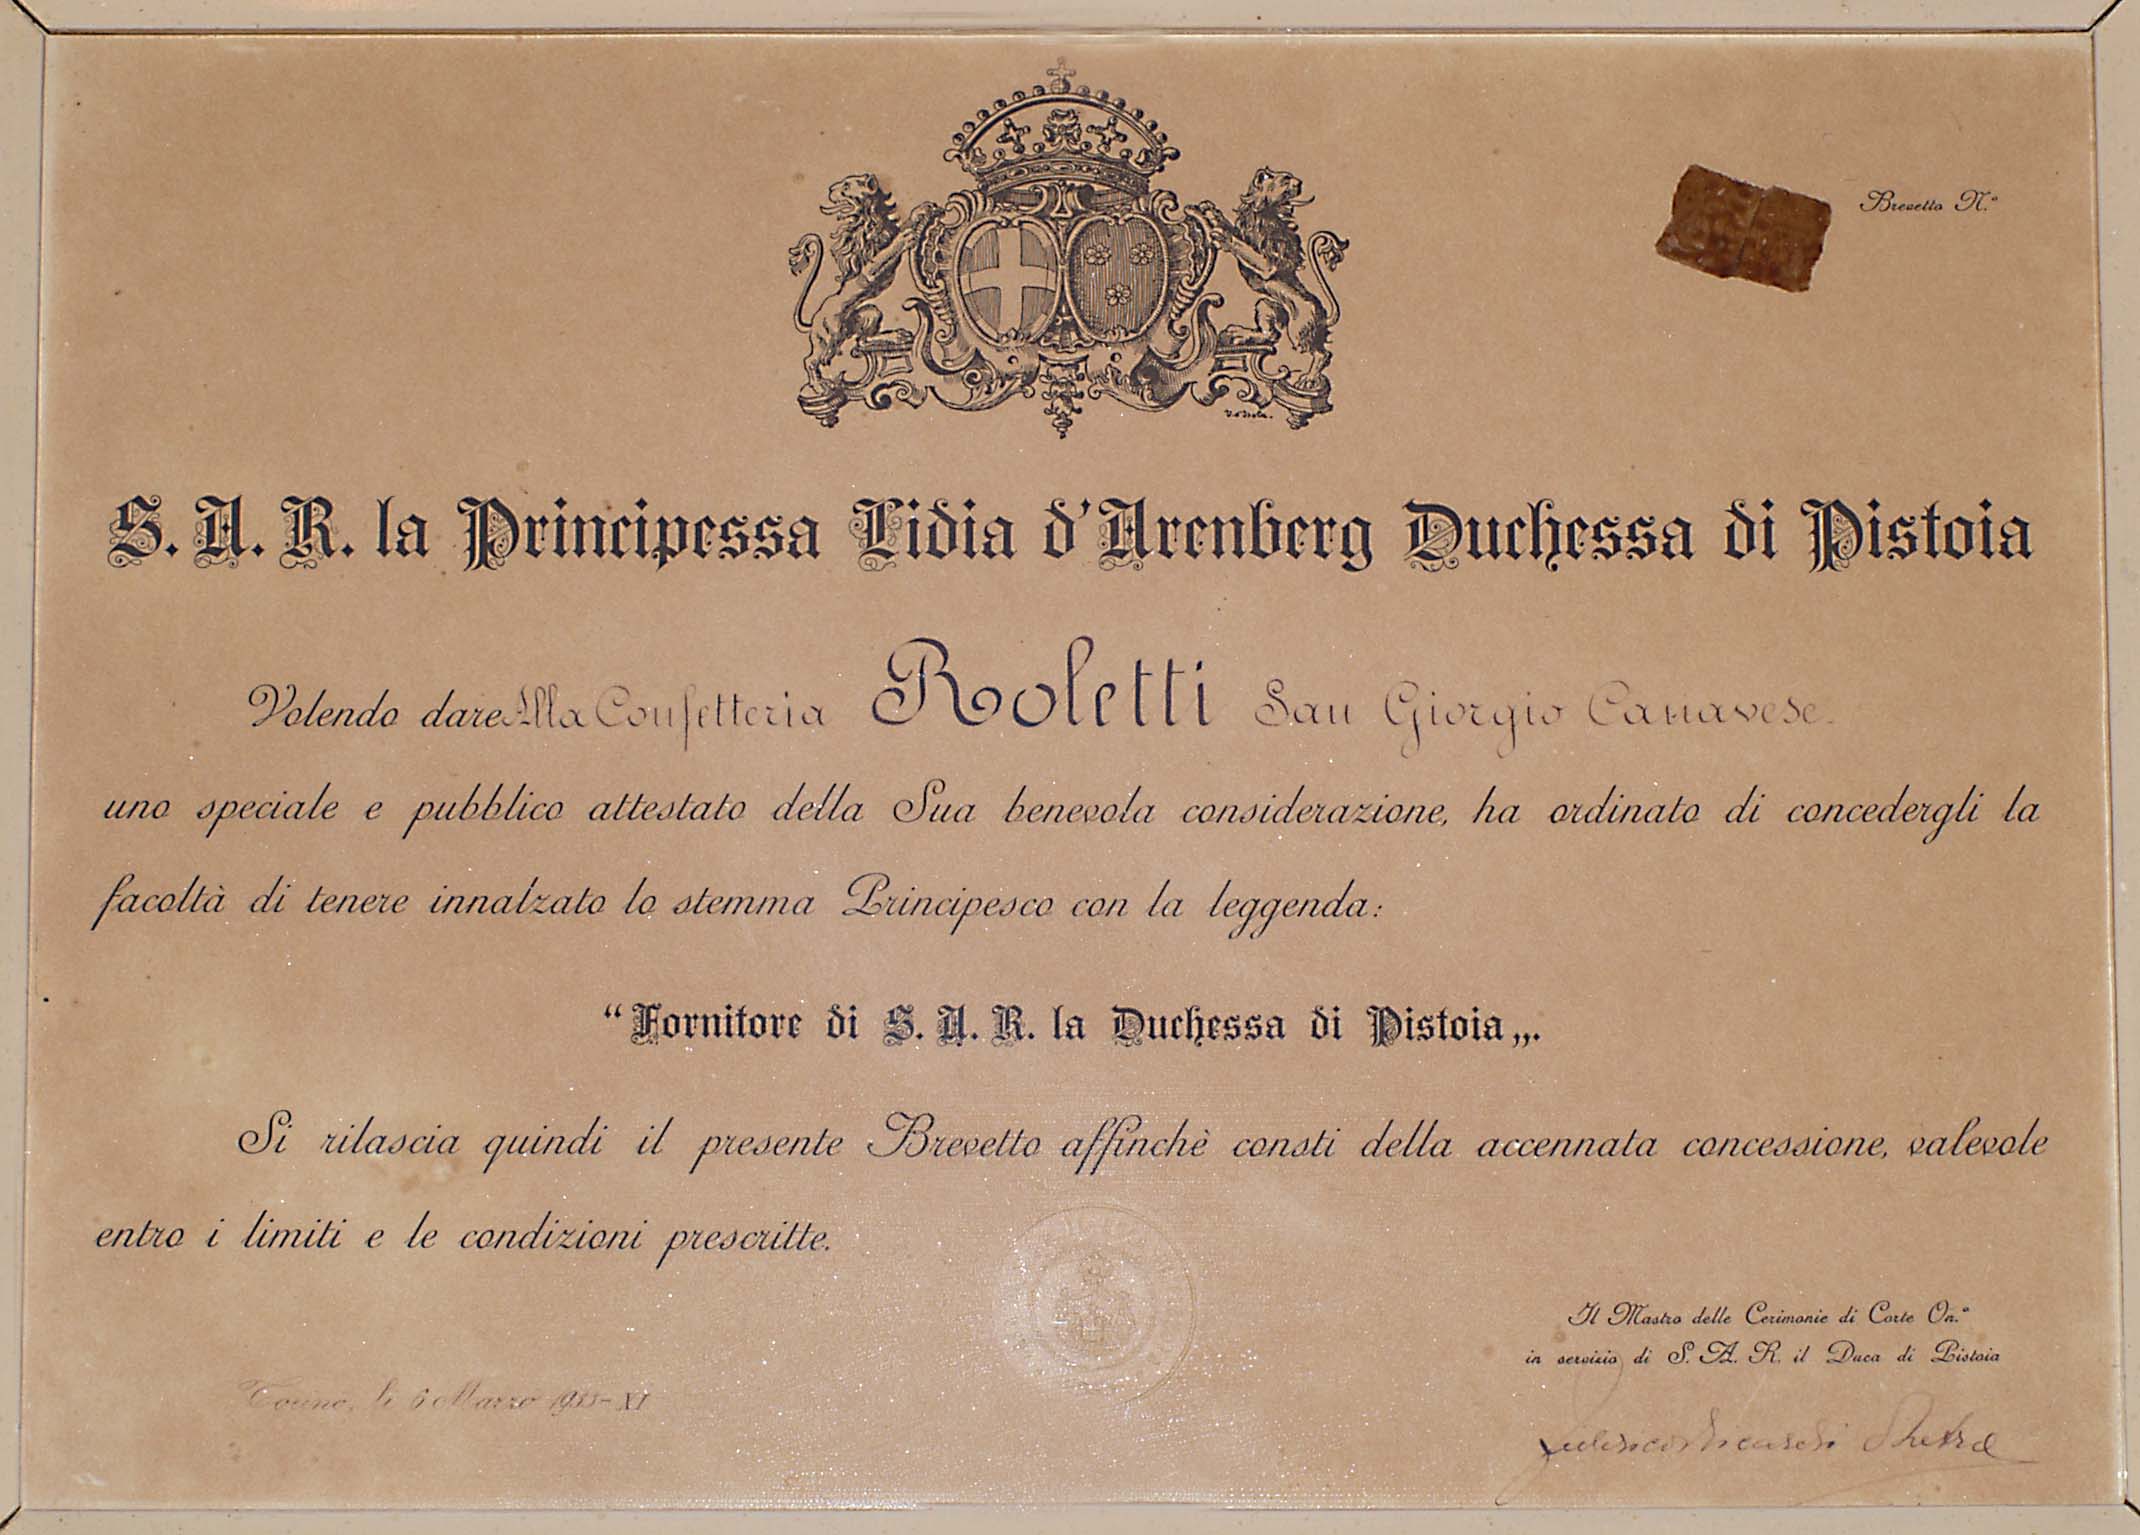 Brevetto N.º
S. A. R. la Principessa Lidia d'Arenberg Duchessa di Pistoia
Volendo dare Alla Confetteria Roletti San Giorgio Canavese.
uno speciale e pubblico attestato della Sua benevola considerazione, ha ordinato di concedergli la
facoltà di tenere innalzato lo stemma Principesco con la leggenda:
"Fornitore di S. A. R. la Duchessa di Pistoia„.
Si rilascia quindi il presente Brevetto affinchè consti della accennata concessione, valevole
entro i limiti e le condizioni prescritte.
Il Mastro delle Cerimonie di Corte On.º
in servizio di S. A. R. il Duca di Pistoia
Torino, li 6 Marzo 1933-XI